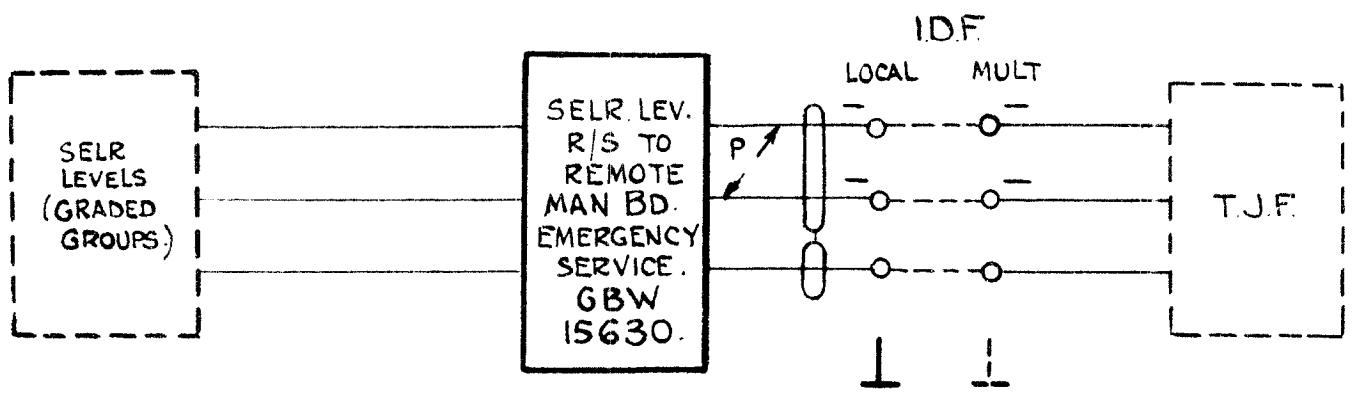 I.D.F.
LOCAL MULT
SELR
LEVELS
(GRADED
GROUPS.)
SELR. LEV.
R/S TO
REMOTE
MAN BD.
EMERGENCY
SERVICE.
GBW
15630.
P
T.J.F.